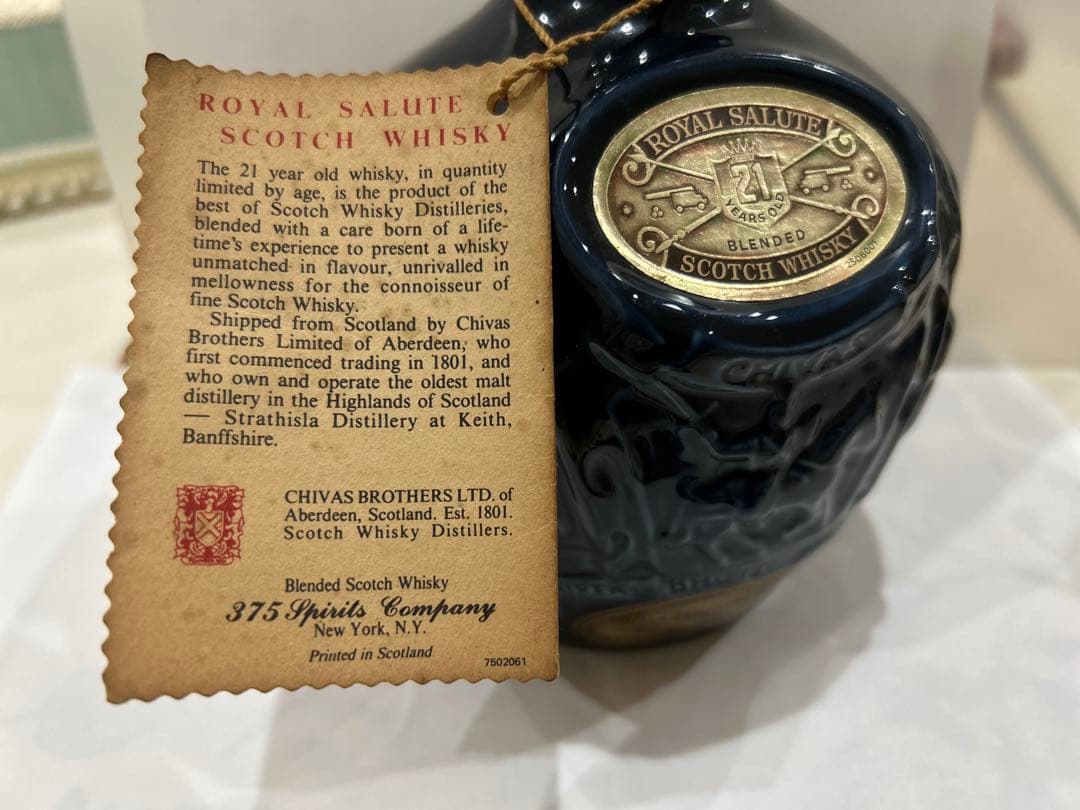 ROYAL SALUTE
SCOTCH WHISKY
The 21 year old whisky, in quantity
limited by age, is the product of the
best of Scotch Whisky Distilleries,
blended with a care born of a life-
time's experience to present a whisky
unmatched in flavour, unrivalled in
mellowness for the connoisseur of
fine Scotch Whisky.
Shipped from Scotland by Chivas
Brothers Limited of Aberdeen, who
first commenced trading in 1801, and
who own and operate the oldest malt
distillery in the Highlands of Scotland
— Strathisla Distillery at Keith,
Banffshire.
CHIVAS BROTHERS LTD. of
Aberdeen, Scotland. Est. 1801.
Scotch Whisky Distillers.
Blended Scotch Whisky
375 Spirits Company
New York, N.Y.
Printed in Scotland
7502061
ROYAL SALUTE
21
YEARS OLD
BLENDED
SCOTCH WHISKY
2506001
CHIVAS